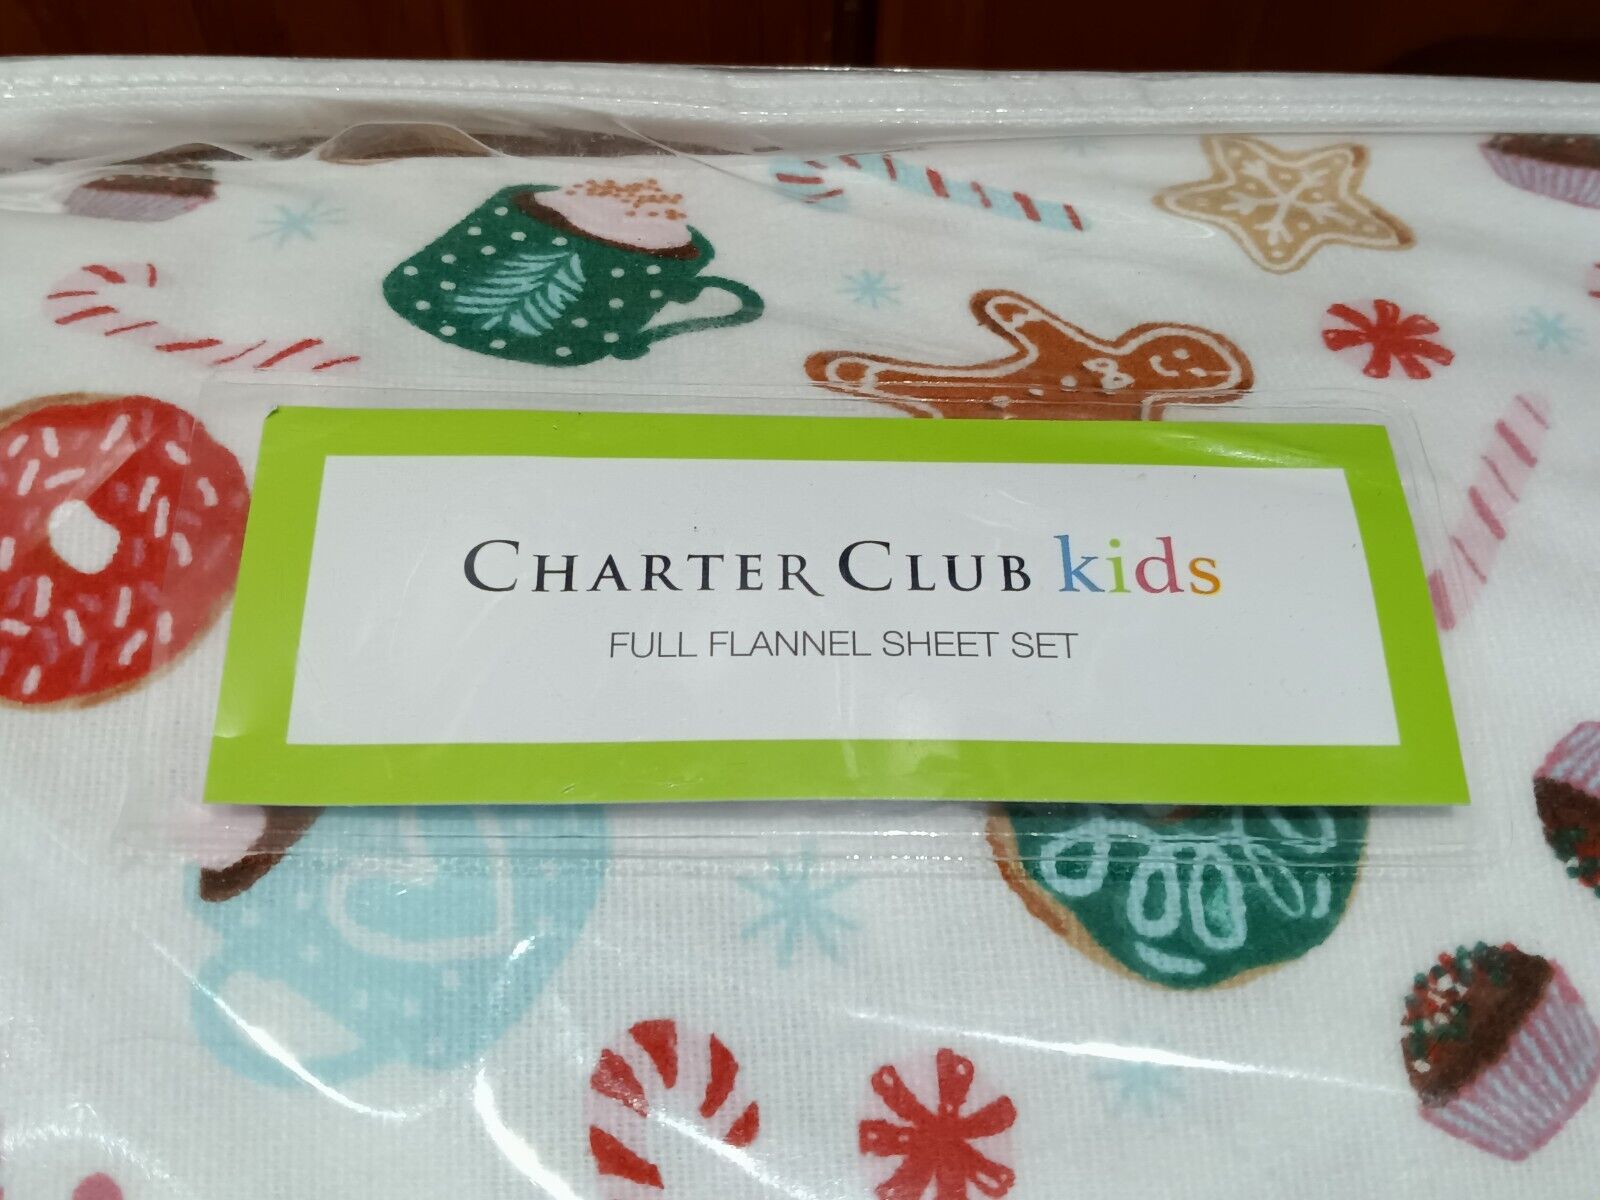 CHARTER CLUB kids
FULL FLANNEL SHEET SET